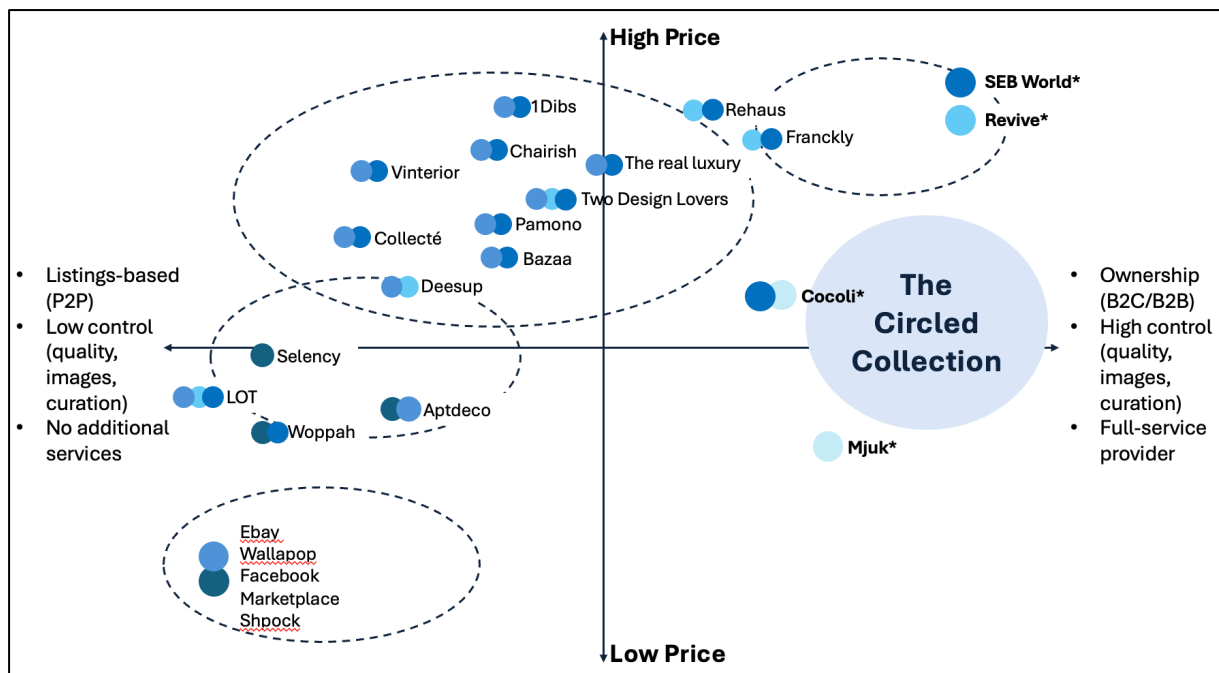 High Price
SEB World*
1Dibs
Rehaus
Revive*
Franckly
Chairish
The real luxury
Vinterior
Two Design Lovers
Pamono
Collecté
Bazaa
• Listings-based
(P2P)
• Low control
(quality,
images,
curation)
• No additional
services
Deesup
Cocoli*
The
Circled
Collection
• Ownership
(B2C/B2B)
• High control
(quality,
images,
curation)
• Full-service
provider
Selency
LOT
Aptdeco
Woppah
Mjuk*
Ebay
Wallapop
Facebook
Marketplace
Shpock
Low Price